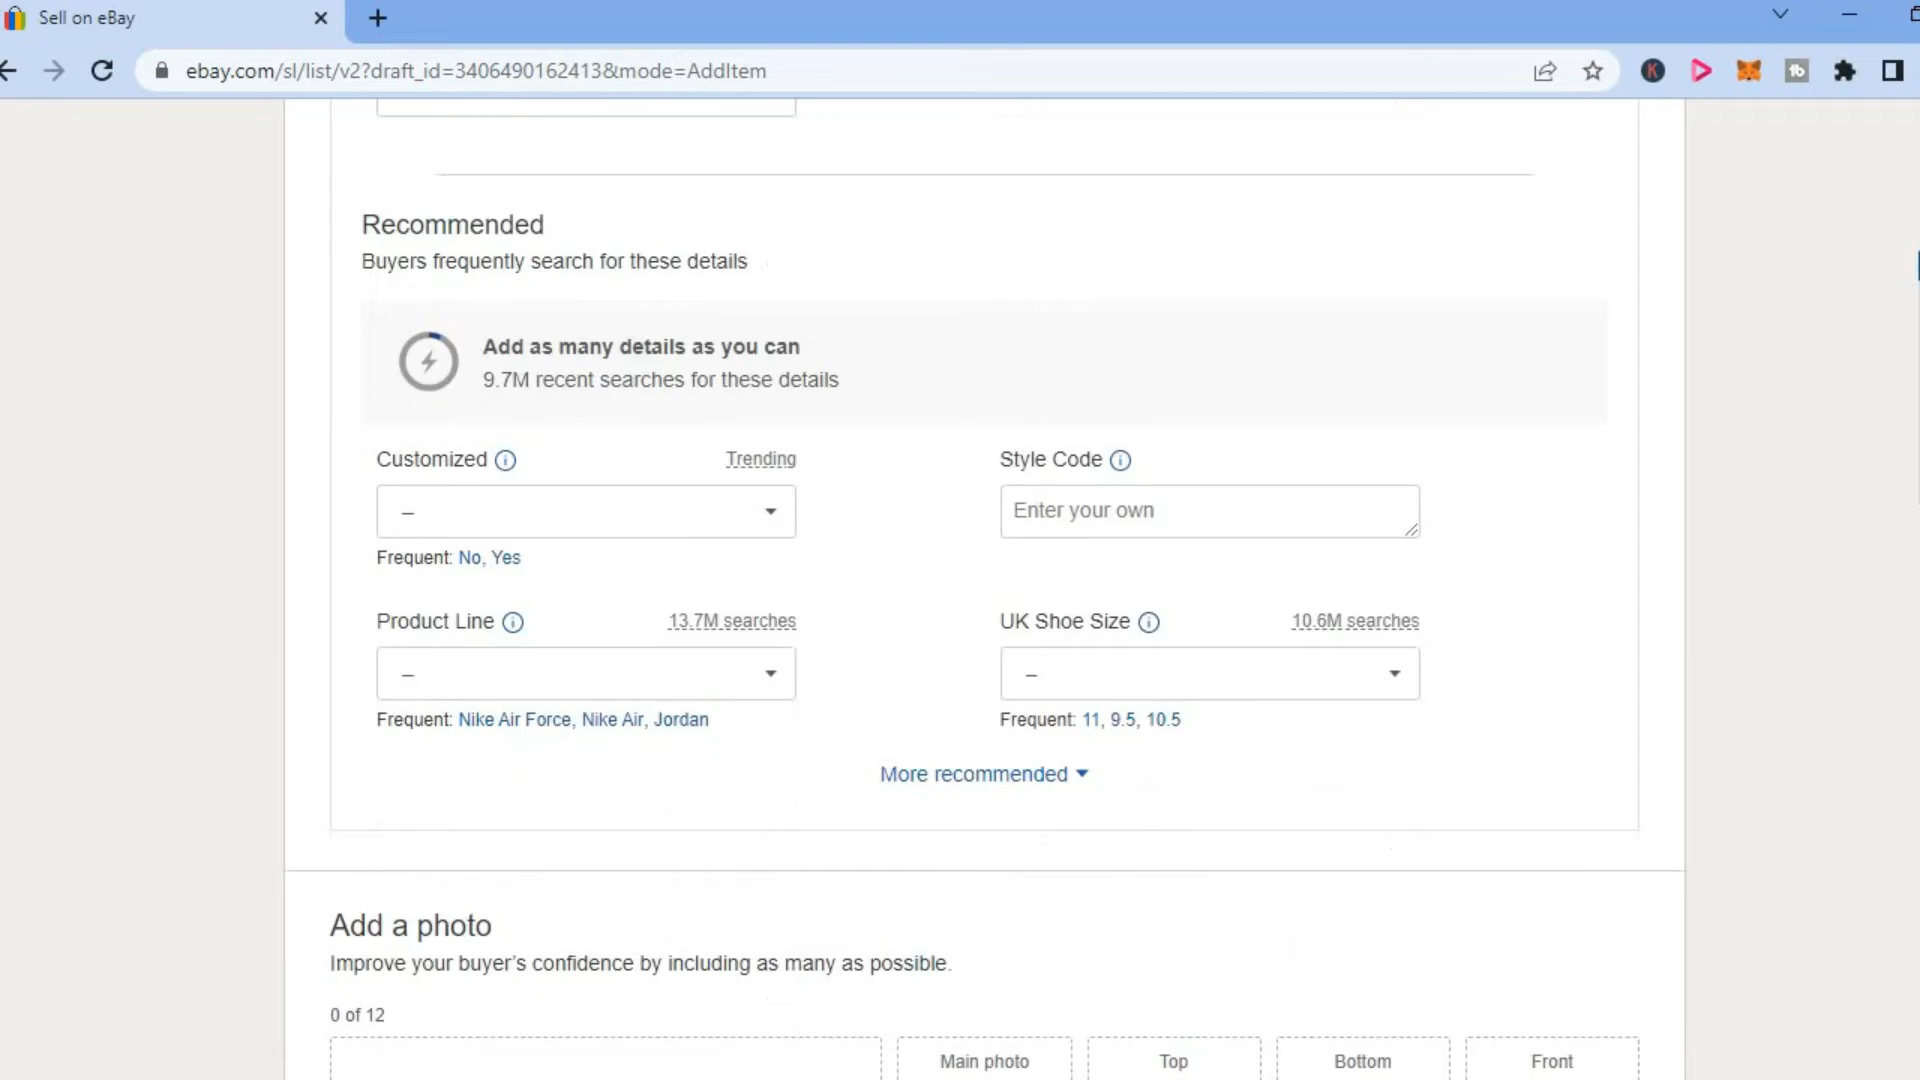 Sell on eBay
ebay.com/sl/list/v2?draft_id=3406490162413&mode=AddItem
K
tb
Recommended
Buyers frequently search for these details
Add as many details as you can
9.7M recent searches for these details
Customized i Trending
Style Code i
–
Enter your own
Frequent: No, Yes
Product Line i 13.7M searches
UK Shoe Size i 10.6M searches
–
–
Frequent: Nike Air Force, Nike Air, Jordan
Frequent: 11, 9.5, 10.5
More recommended
Add a photo
Improve your buyer's confidence by including as many as possible.
0 of 12
Main photo
Top
Bottom
Front